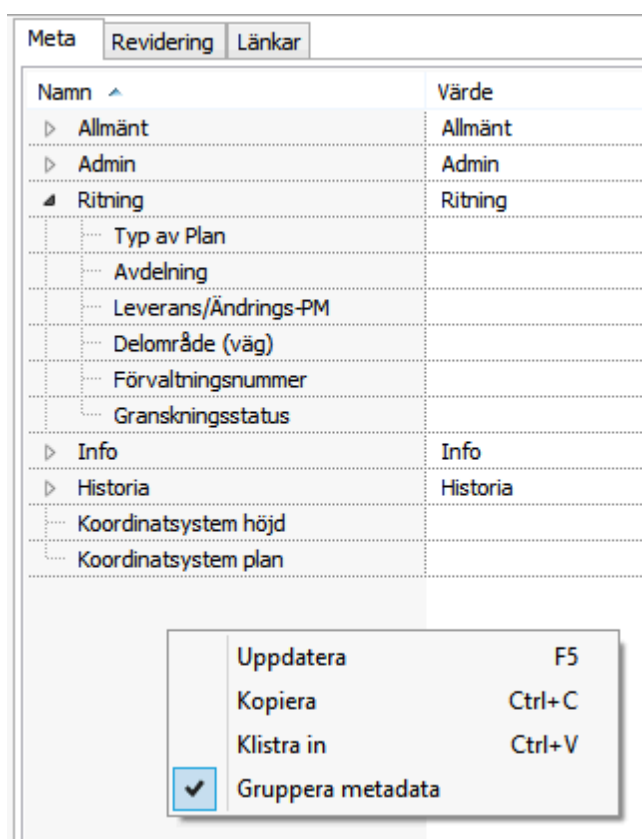 Meta Revidering Länkar
Namn Värde
Allmänt Allmänt
Admin Admin
Ritning Ritning
Typ av Plan
Avdelning
Leverans/Ändrings-PM
Delområde (väg)
Förvaltningsnummer
Granskningsstatus
Info Info
Historia Historia
Koordinatsystem höjd
Koordinatsystem plan
Uppdatera F5
Kopiera Ctrl+C
Klistra in Ctrl+V
Gruppera metadata